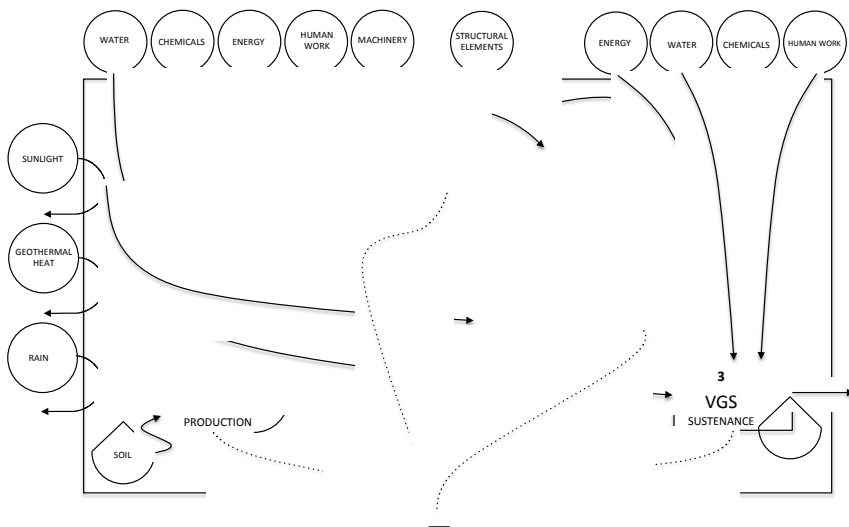 WATER
CHEMICALS
ENERGY
HUMAN
WORK
MACHINERY
STRUCTURAL
ELEMENTS
ENERGY
WATER
CHEMICALS
HUMAN WORK
SUNLIGHT
GEOTHERMAL
HEAT
RAIN
SOIL
PRODUCTION
3
VGS
SUSTENANCE